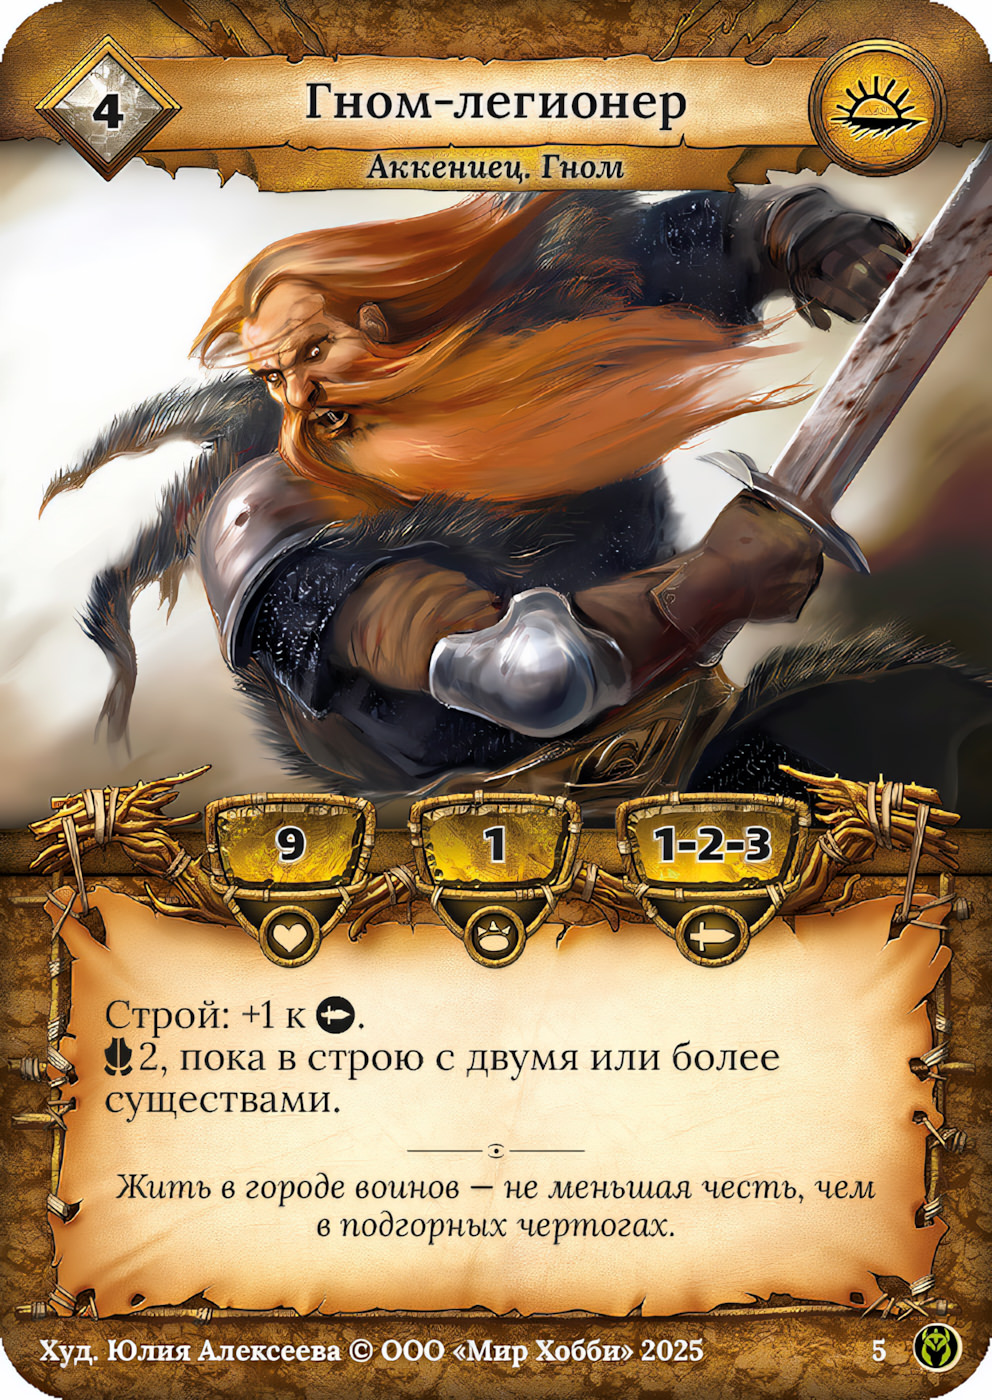 4
Гном-легионер
Аккениец. Гном
9
1
1-2-3
Строй: +1 к .
2, пока в строю с двумя или более
существами.
Жить в городе воинов — не меньшая честь, чем
в подгорных чертогах.
Худ. Юлия Алексеева © ООО «Мир Хобби» 2025
5